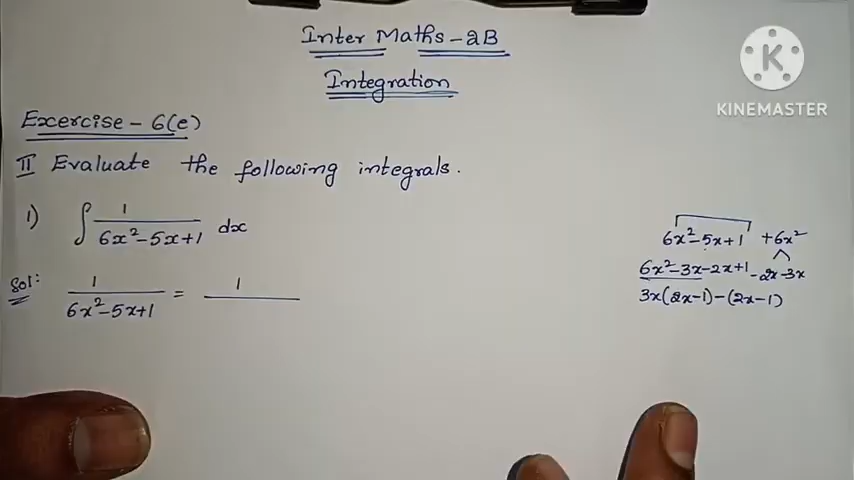 Inter Maths - 2B
Integration
K
KINEMASTER
Excercise - 6(e)
II Evaluate the following integrals.
1) ∫ 1/(6x²-5x+1) dx
Sol: 1/(6x²-5x+1) = 1/
6x²-5x+1 +6x²
6x²-3x-2x+1 -2x-3x
3x(2x-1)-(2x-1)